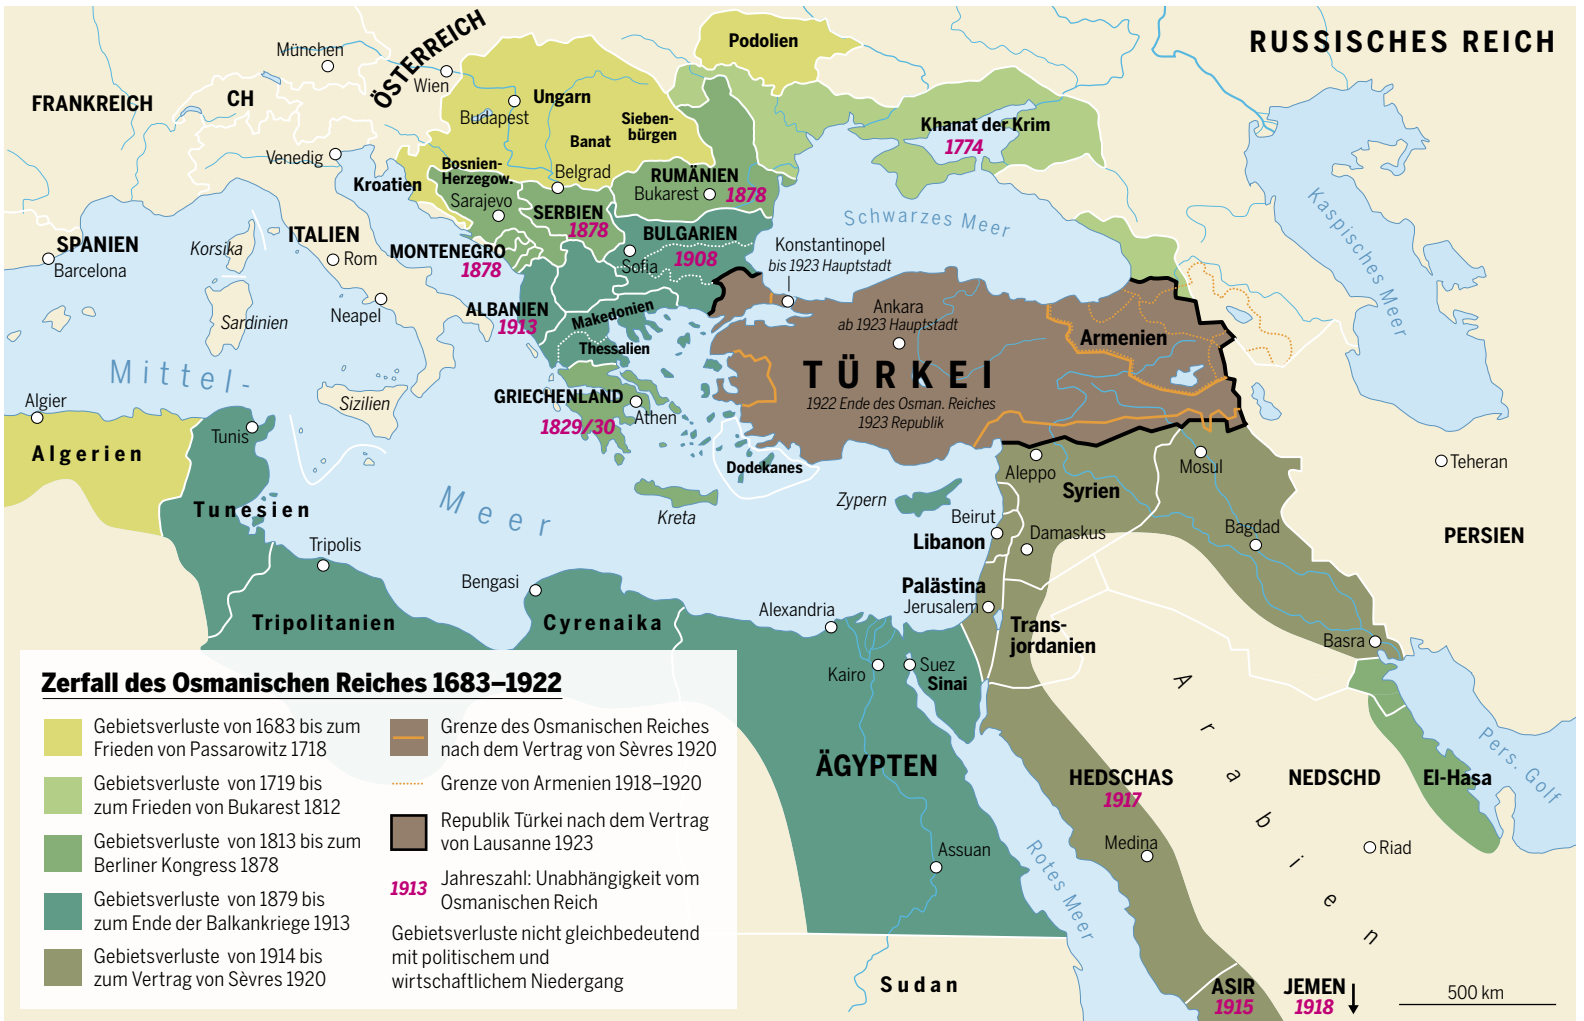 RUSSISCHES REICH
Podolien
München
ÖSTERREICH
Wien
FRANKREICH
CH
Ungarn
Budapest
Sieben-
bürgen
Banat
Khanat der Krim
1774
Venedig
Kroatien
Bosnien-
Herzegow.
Sarajevo
Belgrad
RUMÄNIEN
Bukarest
1878
SERBIEN
1878
SPANIEN
Barcelona
Korsika
ITALIEN
Rom
MONTENEGRO
1878
BULGARIEN
1908
Sofia
Schwarzes Meer
Kaspisches Meer
Konstantinopel
bis 1923 Hauptstadt
Sardinien
Neapel
ALBANIEN
1913
Makedonien
Thessalien
Ankara
ab 1923 Hauptstadt
Armenien
TÜRKEI
1922 Ende des Osman. Reiches
1923 Republik
Mittel-
Meer
Sizilien
GRIECHENLAND
1829/30
Athen
Algier
Algerien
Tunis
Tunesien
Dodekanes
Kreta
Zypern
Aleppo
Syrien
Mosul
Teheran
Beirut
Libanon
Damaskus
Bagdad
PERSIEN
Tripolis
Bengasi
Palästina
Jerusalem
Alexandria
Tripolitanien
Cyrenaika
Trans-
jordanien
Basra
Kairo
Suez
Sinai
Arabien
Pers. Golf
ÄGYPTEN
HEDSCHAS
1917
NEDSCHD
El-Hasa
Medina
Riad
Assuan
Rotes Meer
Sudan
ASIR
1915
JEMEN
1918
500 km
Zerfall des Osmanischen Reiches 1683–1922
Gebietsverluste von 1683 bis zum
Frieden von Passarowitz 1718
Gebietsverluste von 1719 bis
zum Frieden von Bukarest 1812
Gebietsverluste von 1813 bis zum
Berliner Kongress 1878
Gebietsverluste von 1879 bis
zum Ende der Balkankriege 1913
Gebietsverluste von 1914 bis
zum Vertrag von Sèvres 1920
Grenze des Osmanischen Reiches
nach dem Vertrag von Sèvres 1920
Grenze von Armenien 1918–1920
Republik Türkei nach dem Vertrag
von Lausanne 1923
1913 Jahreszahl: Unabhängigkeit vom
Osmanischen Reich
Gebietsverluste nicht gleichbedeutend
mit politischem und
wirtschaftlichem Niedergang